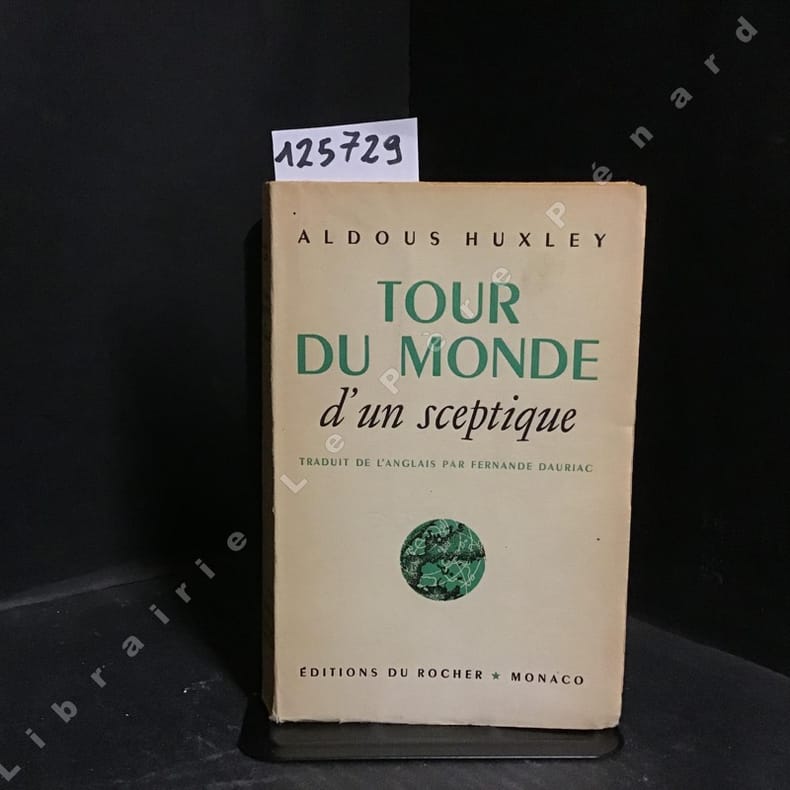 125729
ALDOUS HUXLEY
TOUR
DU MONDE
d'un sceptique
TRADUIT DE L'ANGLAIS PAR FERNANDE DAURIAC
ÉDITIONS DU ROCHER ★ MONACO
Librairie Le Père Pénard